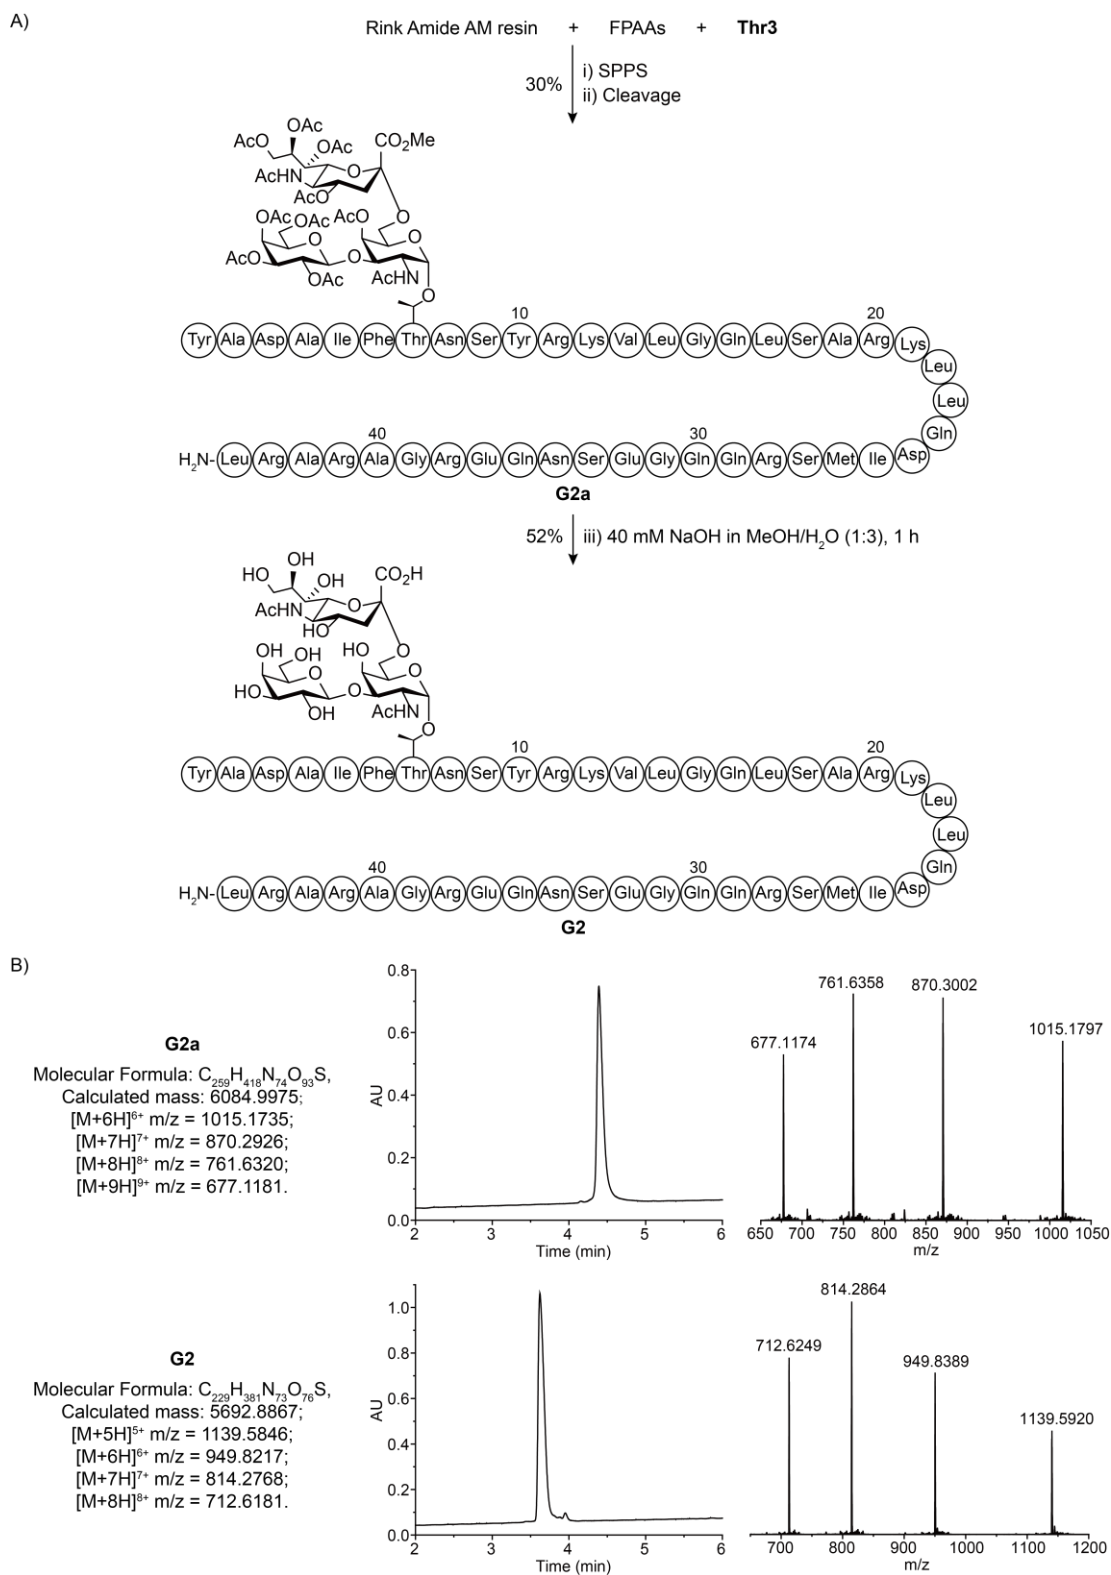 A)
Rink Amide AM resin + FPAAs + Thr3
30%
i) SPPS
ii) Cleavage
OAc
AcO
OAc
CO₂Me
AcHN
O
AcO
O
OAc
OAc
AcO
O
O
AcO
O
OAc
AcHN
O
10
20
Tyr Ala Asp Ala Ile Phe Thr Asn Ser Tyr Arg Lys Val Leu Gly Gln Leu Ser Ala Arg Lys
Leu
Leu
Gln
40
30
H₂N- Leu Arg Ala Arg Ala Gly Arg Glu Gln Asn Ser Glu Gly Gln Gln Arg Ser Met Ile Asp
G2a
52%
iii) 40 mM NaOH in MeOH/H₂O (1:3), 1 h
OH
HO
OH
CO₂H
AcHN
O
HO
O
OH
OH
HO
O
O
HO
O
OH
AcHN
O
10
20
Tyr Ala Asp Ala Ile Phe Thr Asn Ser Tyr Arg Lys Val Leu Gly Gln Leu Ser Ala Arg Lys
Leu
Leu
Gln
40
30
H₂N- Leu Arg Ala Arg Ala Gly Arg Glu Gln Asn Ser Glu Gly Gln Gln Arg Ser Met Ile Asp
G2
B)
G2a
Molecular Formula: C₂₅₉H₄₁₈N₇₄O₉₃S,
Calculated mass: 6084.9975;
[M+6H]⁶⁺ m/z = 1015.1735;
[M+7H]⁷⁺ m/z = 870.2926;
[M+8H]⁸⁺ m/z = 761.6320;
[M+9H]⁹⁺ m/z = 677.1181.
0.8
0.6
0.4
0.2
0.0
AU
2 3 4 5 6
Time (min)
677.1174
761.6358
870.3002
1015.1797
650 700 750 800 850 900 950 1000 1050
m/z
G2
Molecular Formula: C₂₂₉H₃₈₁N₇₃O₇₆S,
Calculated mass: 5692.8867;
[M+5H]⁵⁺ m/z = 1139.5846;
[M+6H]⁶⁺ m/z = 949.8217;
[M+7H]⁷⁺ m/z = 814.2768;
[M+8H]⁸⁺ m/z = 712.6181.
1.0
0.8
0.6
0.4
0.2
0.0
AU
2 3 4 5 6
Time (min)
712.6249
814.2864
949.8389
1139.5920
700 800 900 1000 1100 1200
m/z